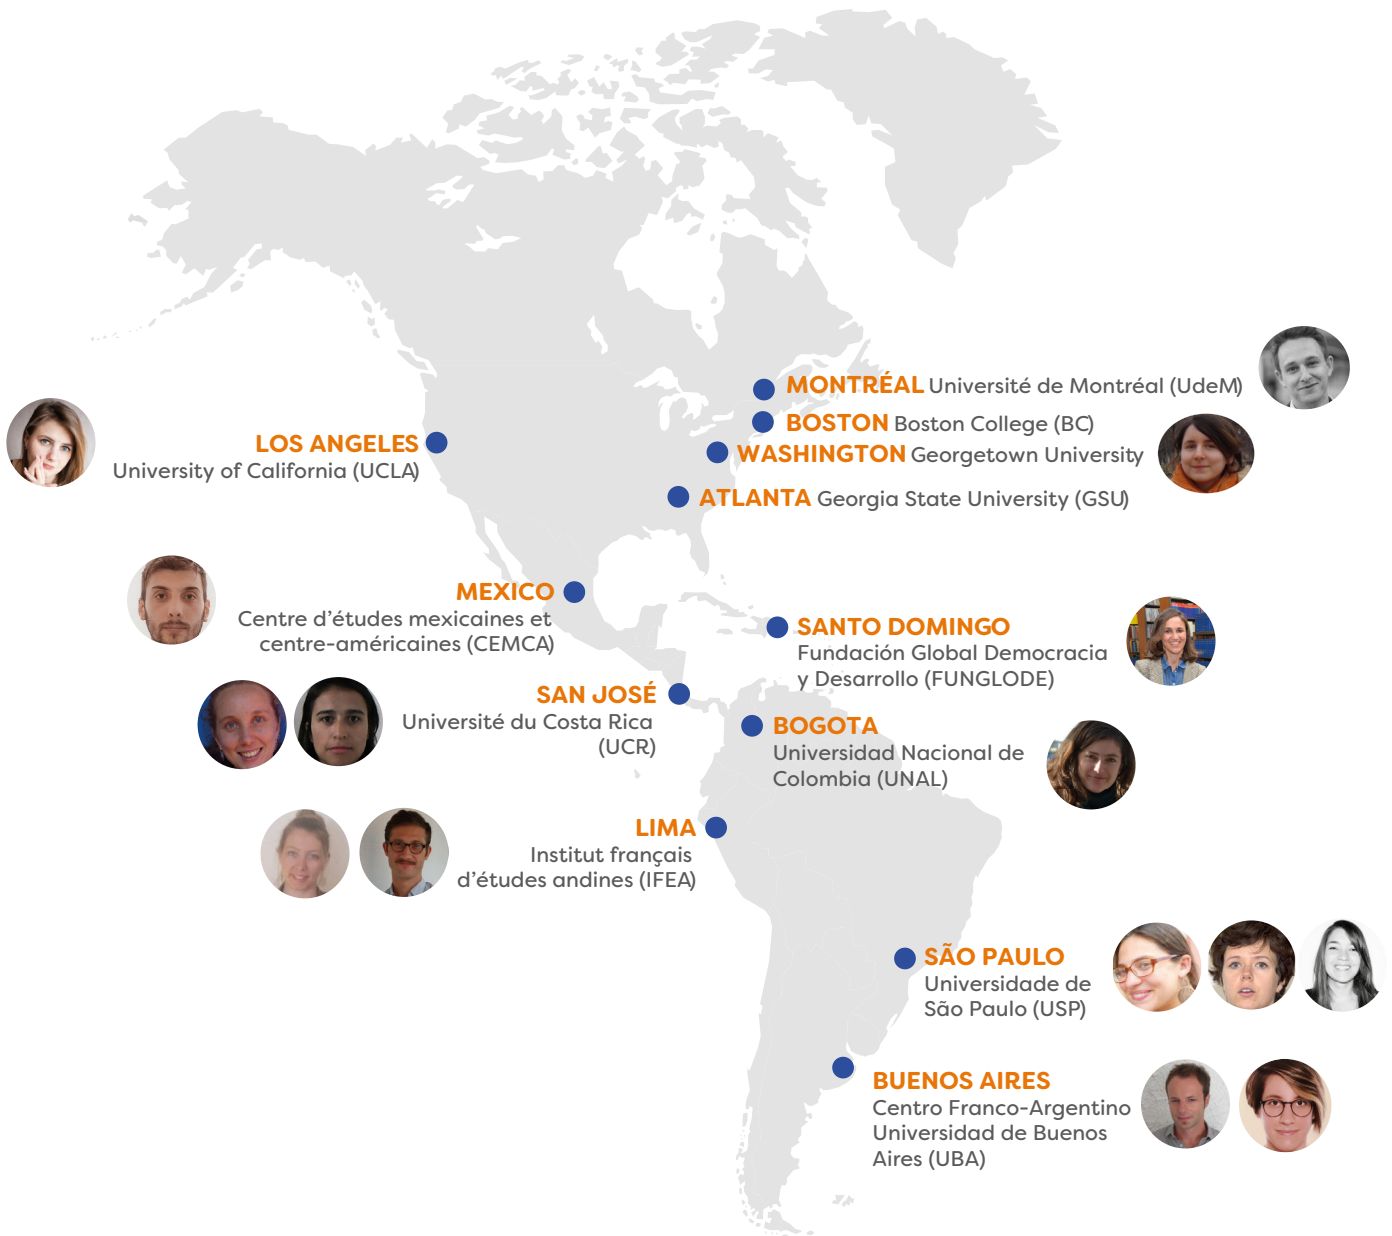 MONTRÉAL Université de Montréal (UdeM)
BOSTON Boston College (BC)
LOS ANGELES
University of California (UCLA)
WASHINGTON Georgetown University
ATLANTA Georgia State University (GSU)
MEXICO
Centre d’études mexicaines et
centre-américaines (CEMCA)
SANTO DOMINGO
Fundación Global Democracia
y Desarrollo (FUNGLODE)
SAN JOSÉ
Université du Costa Rica
(UCR)
BOGOTA
Universidad Nacional de
Colombia (UNAL)
LIMA
Institut français
d’études andines (IFEA)
SÃO PAULO
Universidade de
São Paulo (USP)
BUENOS AIRES
Centro Franco-Argentino
Universidad de Buenos
Aires (UBA)